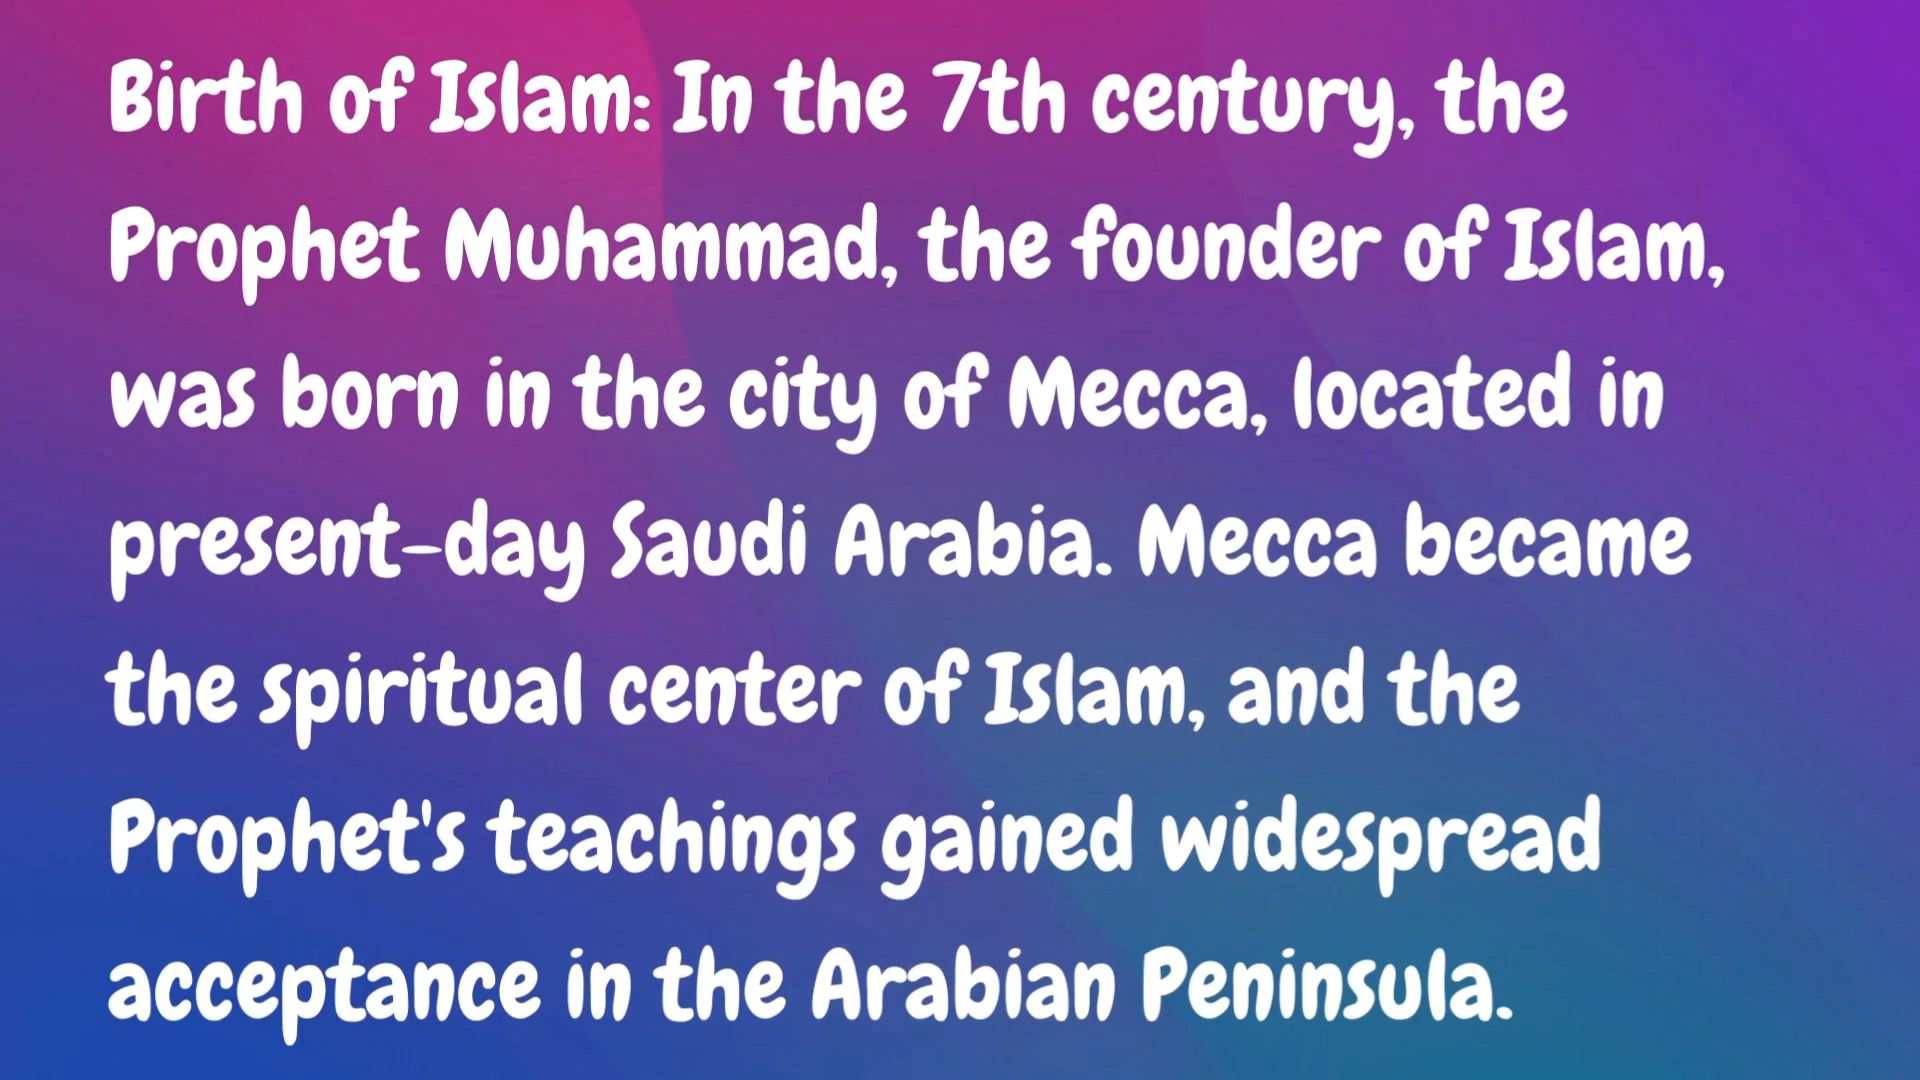 Birth of Islam: In the 7th century, the
Prophet Muhammad, the founder of Islam,
was born in the city of Mecca, located in
present-day Saudi Arabia. Mecca became
the spiritual center of Islam, and the
Prophet's teachings gained widespread
acceptance in the Arabian Peninsula.